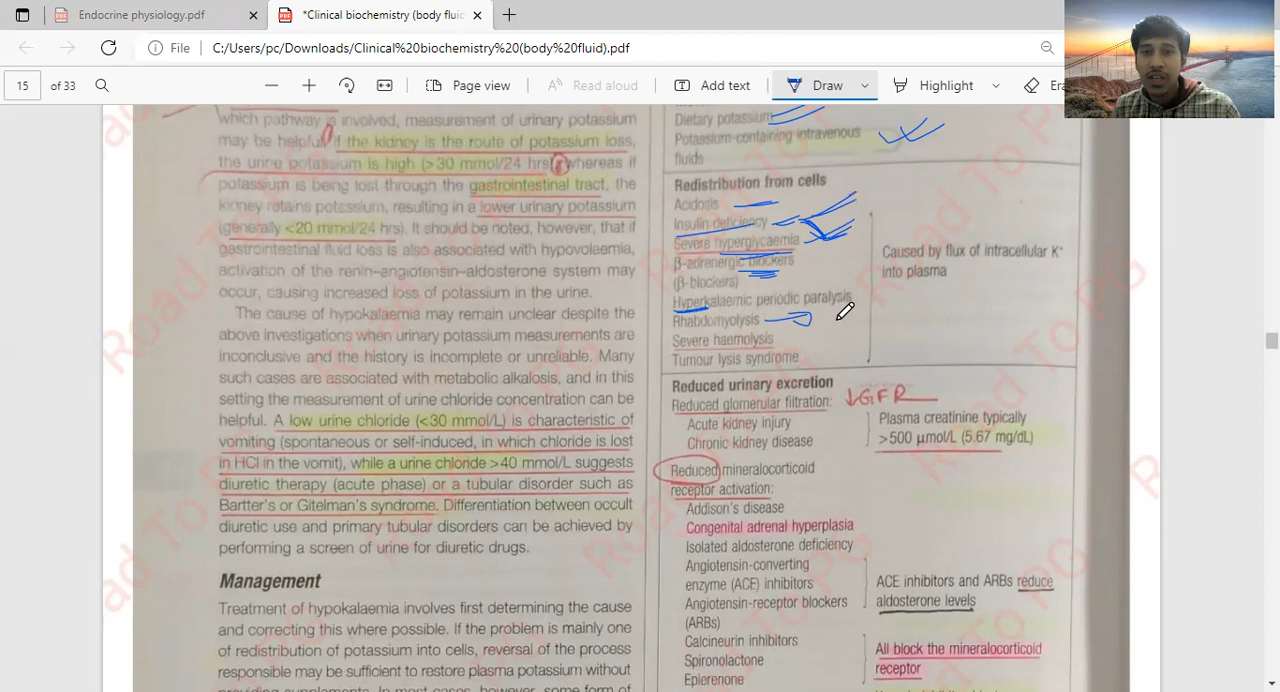 Endocrine physiology.pdf
*Clinical biochemistry (body fluid
File
C:/Users/pc/Downloads/Clinical%20biochemistry%20(body%20fluid).pdf
15
of 33
Page view
Read aloud
Add text
Draw
Highlight
which pathway is involved, measurement of urinary potassium
may be helpful. If the kidney is the route of potassium loss,
the urine potassium is high (>30 mmol/24 hrs) whereas if
potassium is being lost through the gastrointestinal tract, the
kidney retains potassium, resulting in a lower urinary potassium
(generally <20 mmol/24 hrs). It should be noted, however, that if
gastrointestinal fluid loss is also associated with hypovolaemia,
activation of the renin–angiotensin–aldosterone system may
occur, causing increased loss of potassium in the urine.
The cause of hypokalaemia may remain unclear despite the
above investigations when urinary potassium measurements are
inconclusive and the history is incomplete or unreliable. Many
such cases are associated with metabolic alkalosis, and in this
setting the measurement of urine chloride concentration can be
helpful. A low urine chloride (<30 mmol/L) is characteristic of
vomiting (spontaneous or self-induced, in which chloride is lost
in HCl in the vomit), while a urine chloride >40 mmol/L suggests
diuretic therapy (acute phase) or a tubular disorder such as
Bartter's or Gitelman's syndrome. Differentiation between occult
diuretic use and primary tubular disorders can be achieved by
performing a screen of urine for diuretic drugs.
Management
Treatment of hypokalaemia involves first determining the cause
and correcting this where possible. If the problem is mainly one
of redistribution of potassium into cells, reversal of the process
responsible may be sufficient to restore plasma potassium without
Dietary potassium
Potassium-containing intravenous
fluids
Redistribution from cells
Acidosis
Insulin deficiency
Severe hyperglycaemia
β-adrenergic blockers
(β-blockers)
Hyperkalaemic periodic paralysis
Rhabdomyolysis
Severe haemolysis
Tumour lysis syndrome
Caused by flux of intracellular K⁺
into plasma
Reduced urinary excretion
Reduced glomerular filtration: ↓GFR
Acute kidney injury
Chronic kidney disease
Plasma creatinine typically
>500 μmol/L (5.67 mg/dL)
Reduced mineralocorticoid
receptor activation:
Addison's disease
Congenital adrenal hyperplasia
Isolated aldosterone deficiency
Angiotensin-converting
enzyme (ACE) inhibitors
Angiotensin-receptor blockers
(ARBs)
ACE inhibitors and ARBs reduce
aldosterone levels
Calcineurin inhibitors
Spironolactone
Eplerenone
All block the mineralocorticoid
receptor
Road To PG